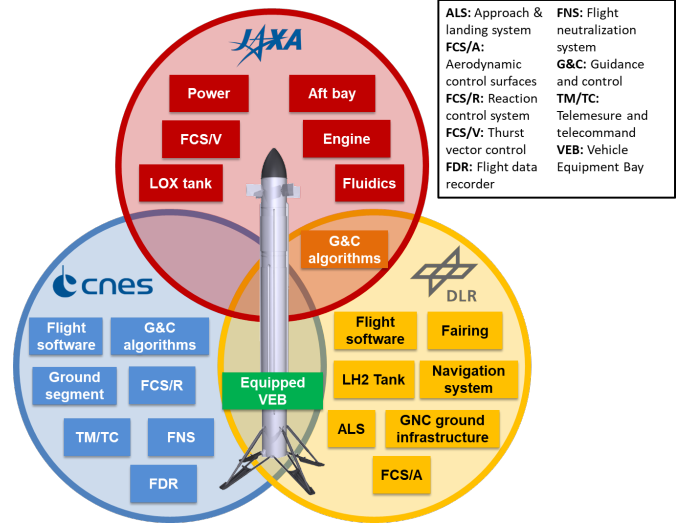 JAXA
Power
Aft bay
FCS/V
Engine
LOX tank
Fluidics
G&C
algorithms
cnes
DLR
Flight
software
G&C
algorithms
Ground
segment
FCS/R
TM/TC
FNS
FDR
Equipped
VEB
Flight
software
Fairing
LH2 Tank
Navigation
system
ALS
GNC ground
infrastructure
FCS/A
ALS: Approach &
landing system
FCS/A:
Aerodynamic
control surfaces
FCS/R: Reaction
control system
FCS/V: Thurst
vector control
FDR: Flight data
recorder
FNS: Flight
neutralization
system
G&C: Guidance
and control
TM/TC:
Telemesure and
telecommand
VEB: Vehicle
Equipment Bay